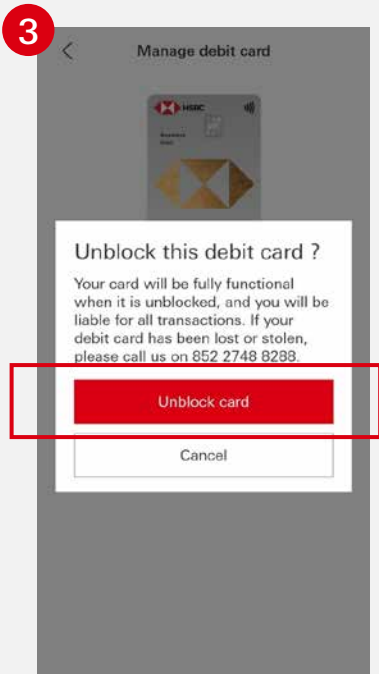 3
Manage debit card
HSBC
Business
Debit
Unblock this debit card ?
Your card will be fully functional
when it is unblocked, and you will be
liable for all transactions. If your
debit card has been lost or stolen,
please call us on 852 2748 8288.
Unblock card
Cancel